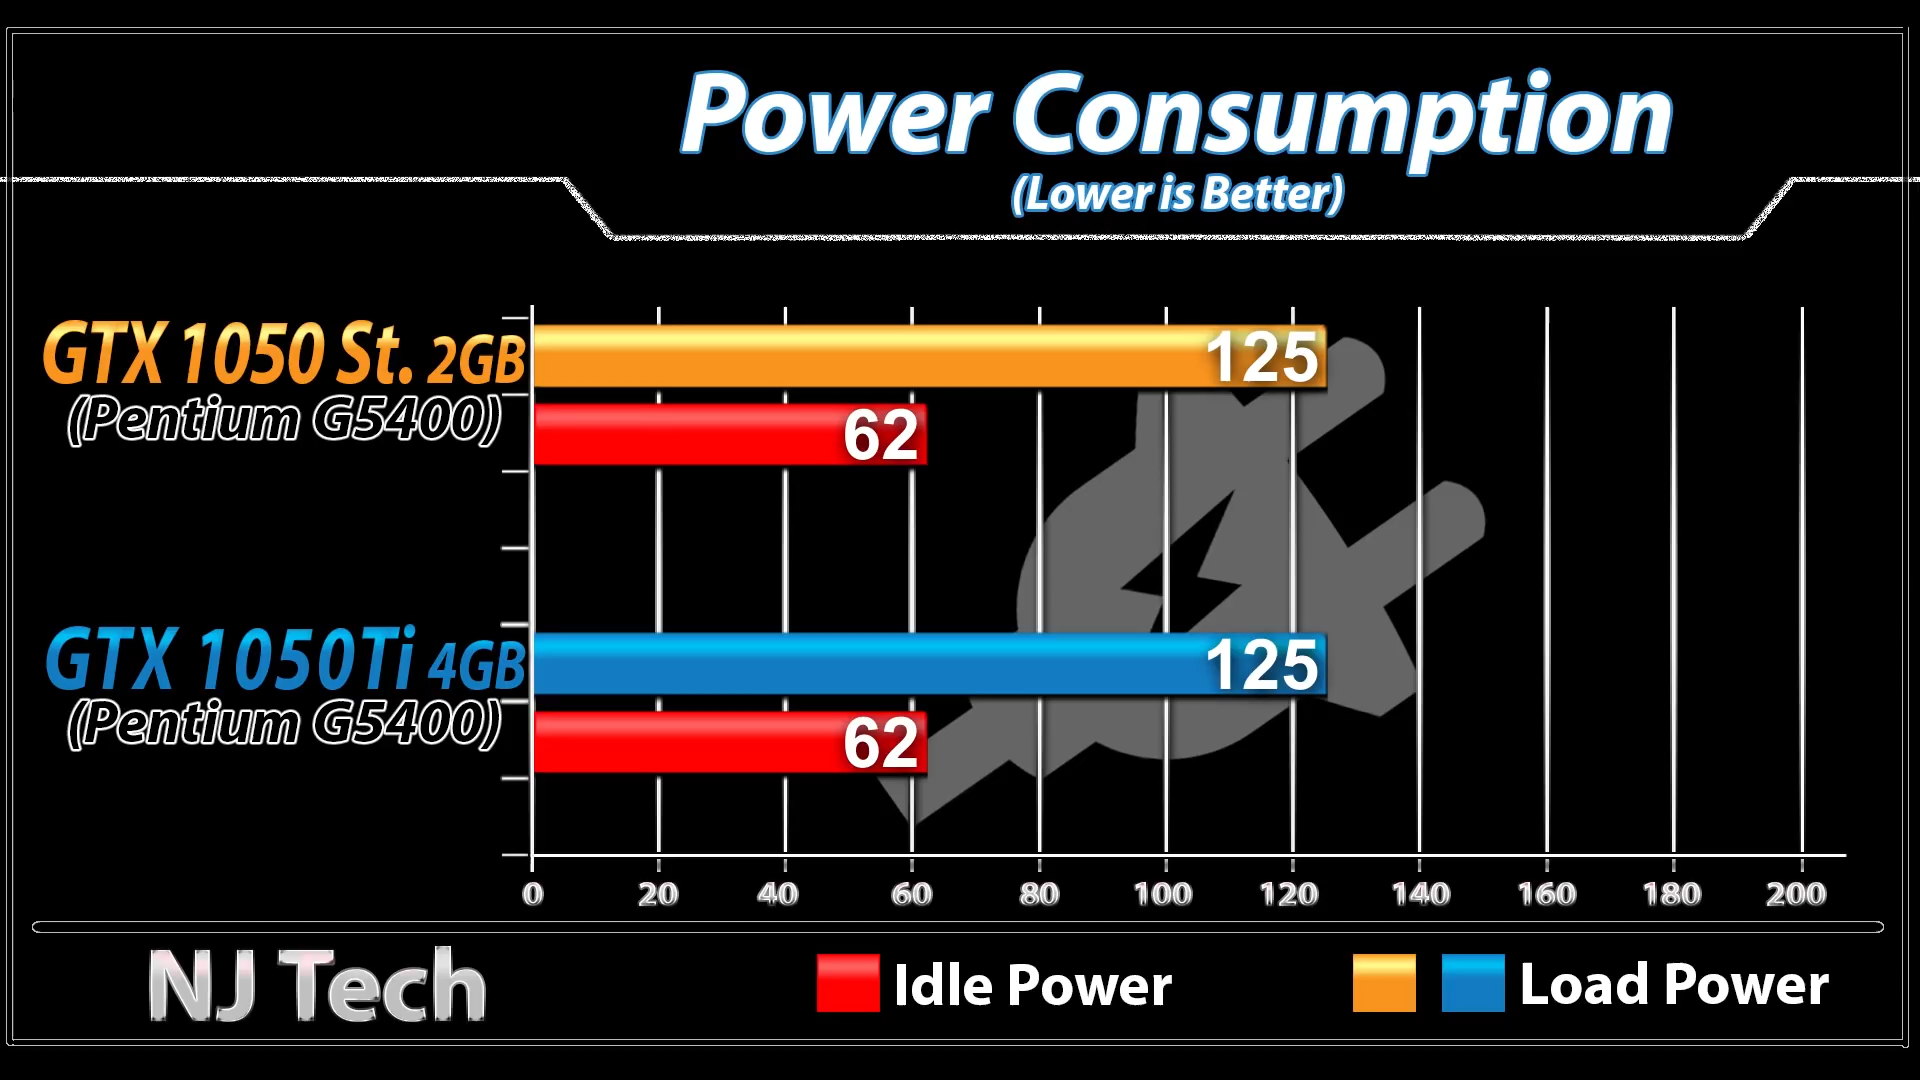 Power Consumption
(Lower is Better)
GTX 1050 St. 2GB
(Pentium G5400)
125
62
GTX 1050Ti 4GB
(Pentium G5400)
125
62
0 20 40 60 80 100 120 140 160 180 200
NJ Tech
Idle Power
Load Power